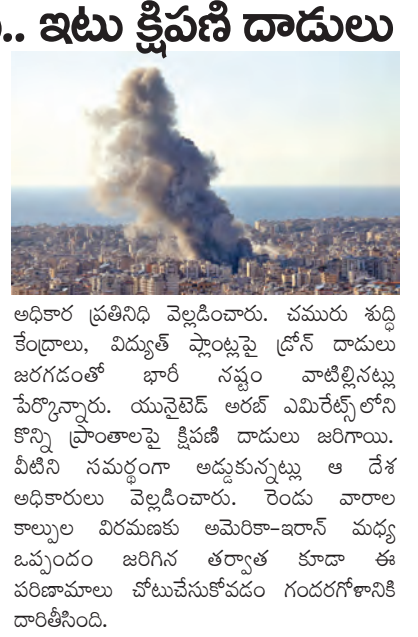 .. ఇటు క్షిపణి దాడులు
అధికార ప్రతినిధి వెల్లడించారు. చమురు శుద్ధి
కేంద్రాలు, విద్యుత్ ప్లాంట్లపై డ్రోన్ దాడులు
జరగడంతో భారీ నష్టం వాటిల్లినట్లు
పేర్కొన్నారు. యునైటెడ్ అరబ్ ఎమిరేట్స్‌లోని
కొన్ని ప్రాంతాలపై క్షిపణి దాడులు జరిగాయి.
వీటిని సమర్థంగా అడ్డుకున్నట్లు ఆ దేశ
అధికారులు వెల్లడించారు. రెండు వారాల
కాల్పుల విరమణకు అమెరికా-ఇరాన్ మధ్య
ఒప్పందం జరిగిన తర్వాత కూడా ఈ
పరిణామాలు చోటుచేసుకోవడం గందరగోళానికి
దారితీసింది.